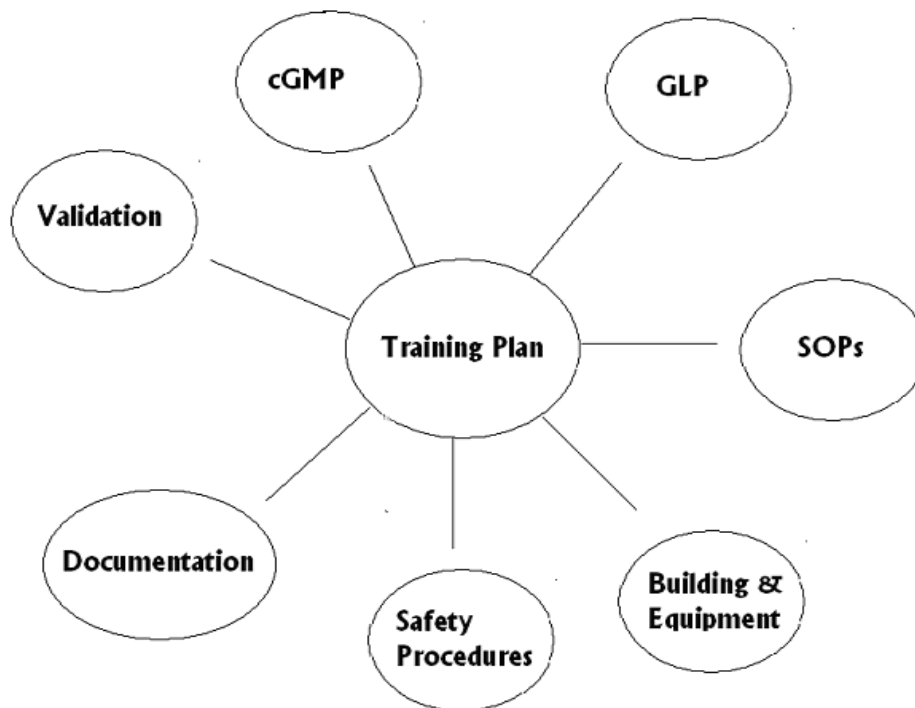 cGMP
GLP
Validation
Training Plan
SOPs
Documentation
Building &
Equipment
Safety
Procedures